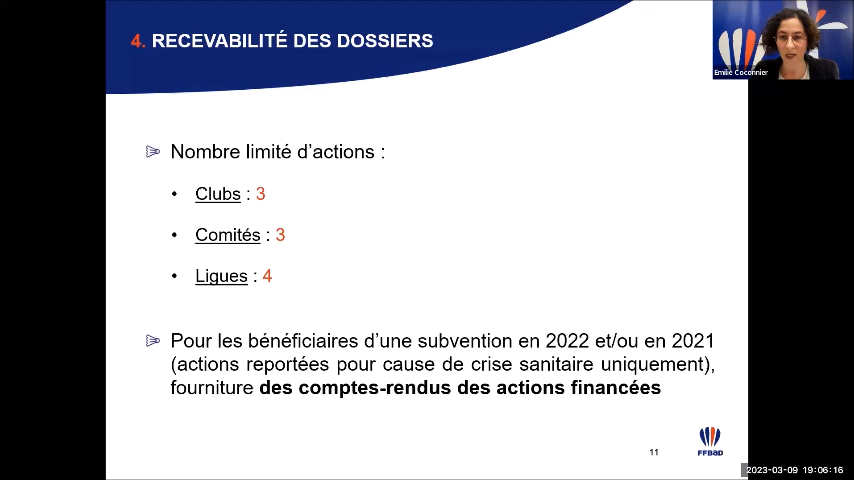 4. RECEVABILITÉ DES DOSSIERS
Emilie Coconnier
Nombre limité d'actions :
• Clubs : 3
• Comités : 3
• Ligues : 4
Pour les bénéficiaires d'une subvention en 2022 et/ou en 2021
(actions reportées pour cause de crise sanitaire uniquement),
fourniture des comptes-rendus des actions financées
11
FFBaD
2023-03-09 19:06:16